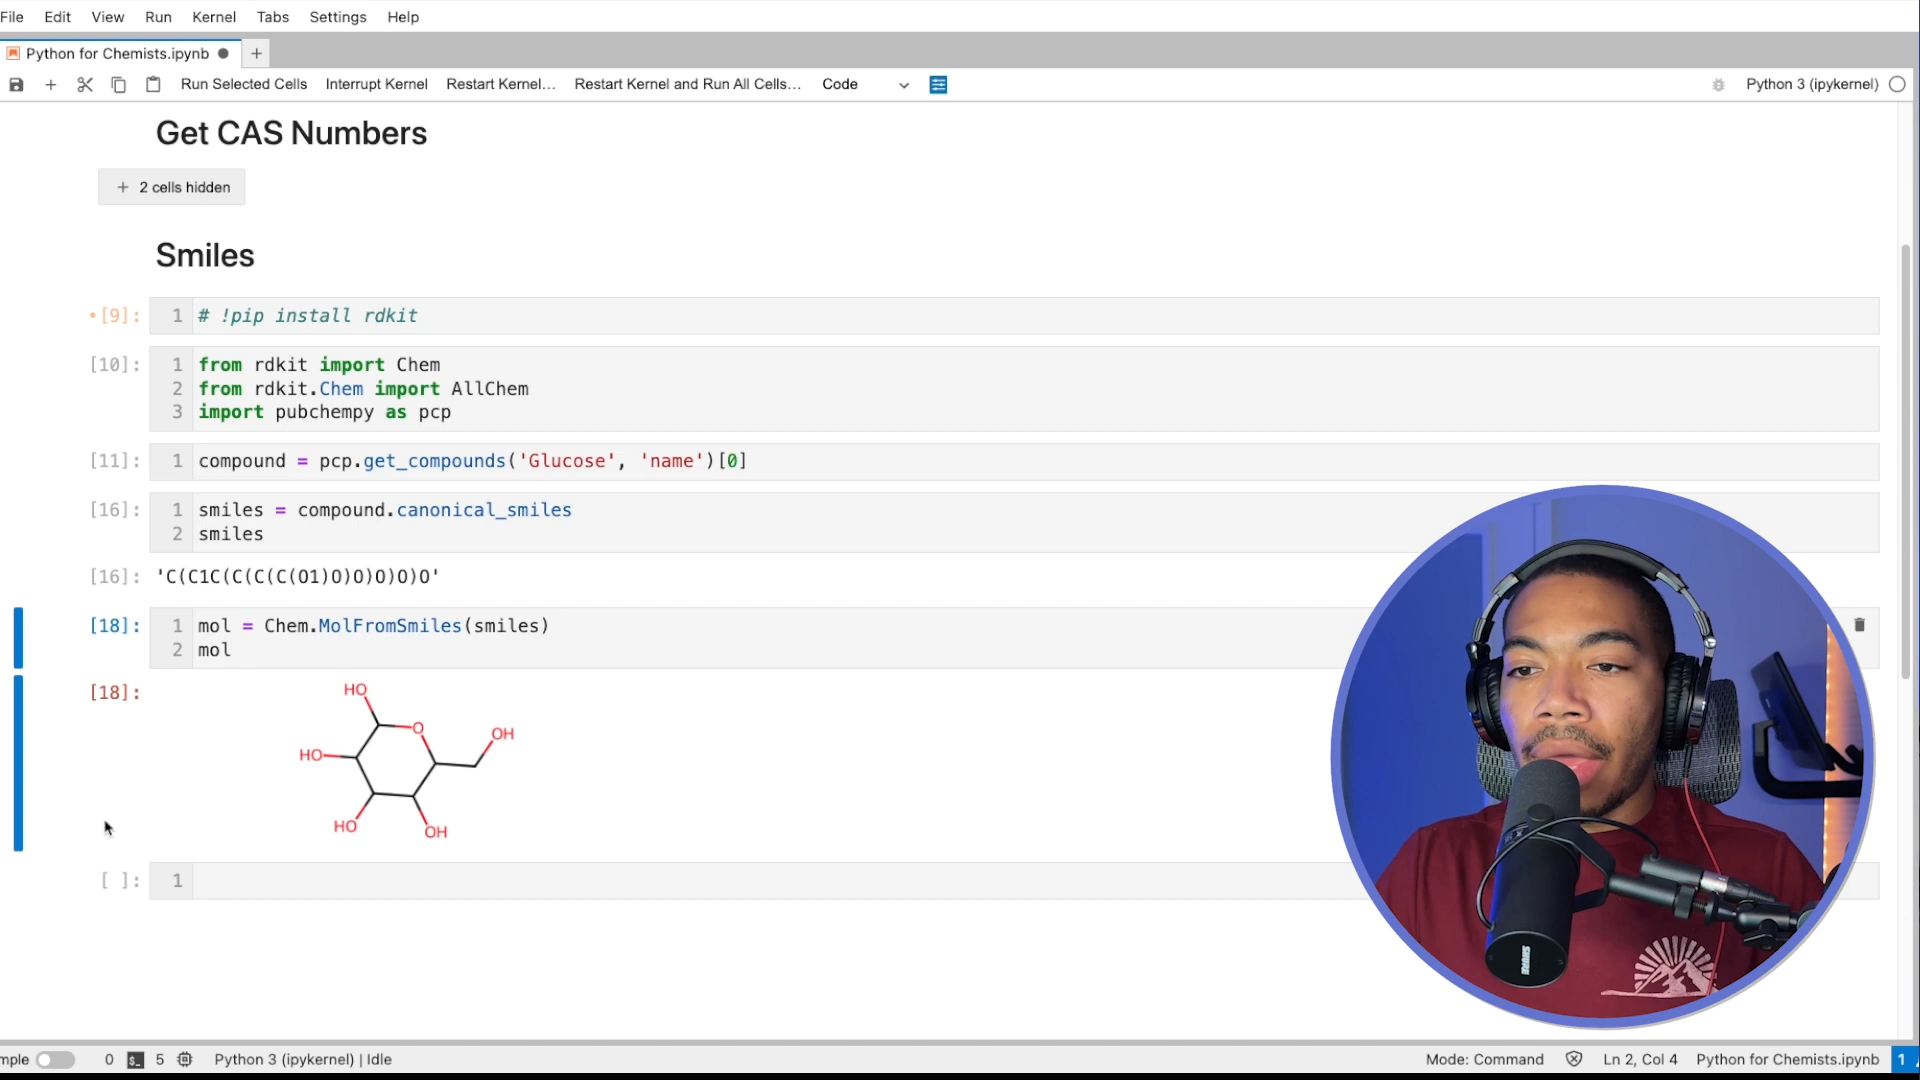 File Edit View Run Kernel Tabs Settings Help
Python for Chemists.ipynb
Run Selected Cells Interrupt Kernel Restart Kernel… Restart Kernel and Run All Cells… Code Python 3 (ipykernel)
Get CAS Numbers
+ 2 cells hidden
Smiles
[9]: 1 # !pip install rdkit
[10]: 1 from rdkit import Chem
2 from rdkit.Chem import AllChem
3 import pubchempy as pcp
[11]: 1 compound = pcp.get_compounds('Glucose', 'name')[0]
[16]: 1 smiles = compound.canonical_smiles
2 smiles
[16]: 'C(C1C(C(C(C(O1)O)O)O)O)O'
[18]: 1 mol = Chem.MolFromSmiles(smiles)
2 mol
[18]:
HO
O
OH
HO
HO
OH
[ ]: 1
SHURE
mple 0 5 Python 3 (ipykernel) | Idle Mode: Command Ln 2, Col 4 Python for Chemists.ipynb 1